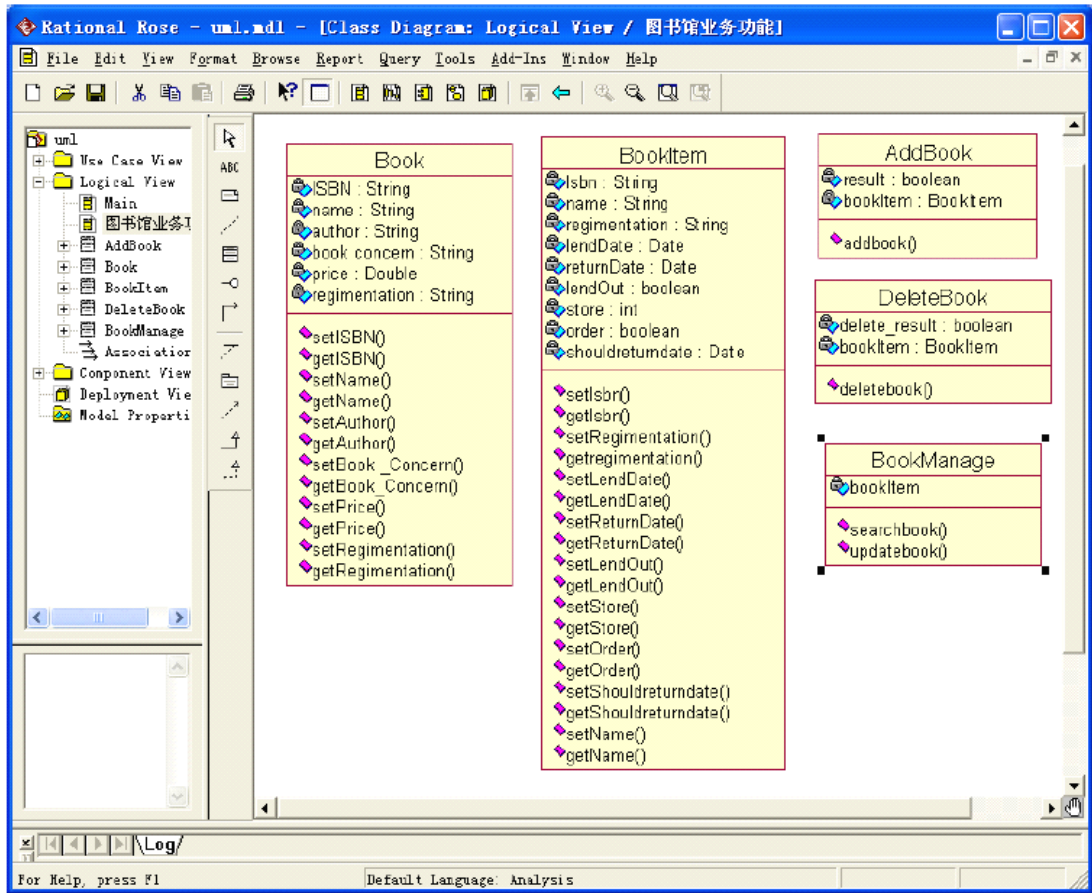 Rational Rose - uml.mdl - [Class Diagram: Logical View / 图书馆业务功能]
File Edit View Format Browse Report Query Tools Add-Ins Window Help
uml
Use Case View
Logical View
Main
图书馆业务功
AddBook
Book
BookItem
DeleteBook
BookManage
Association
Component View
Deployment Vie
Model Properti
ABC
Book
ISBN : String
name : String
author : String
book concern : String
price : Double
regimentation : String
setISBN()
getISBN()
setName()
getName()
setAuthor()
getAuthor()
setBook _Concern()
getBook_Concern()
setPrice()
getPrice()
setRegimentation()
getRegimentation()
BookItem
Isbn : String
name : String
regimentation : String
lendDate : Date
returnDate : Date
lendOut : boolean
store : int
order : boolean
shouldreturndate : Date
setIsbn()
getIsbn()
setRegimentation()
getregimentation()
setLendDate()
getLendDate()
setReturnDate()
getReturnDate()
setLendOut()
getLendOut()
setStore()
getStore()
setOrder()
getOrder()
setShouldreturndate()
getShouldreturndate()
setName()
getName()
AddBook
result : boolean
bookItem : BookItem
addbook()
DeleteBook
delete_result : boolean
bookItem : BookItem
deletebook()
BookManage
bookItem
searchbook()
updatebook()
Log
For Help, press F1
Default Language: Analysis